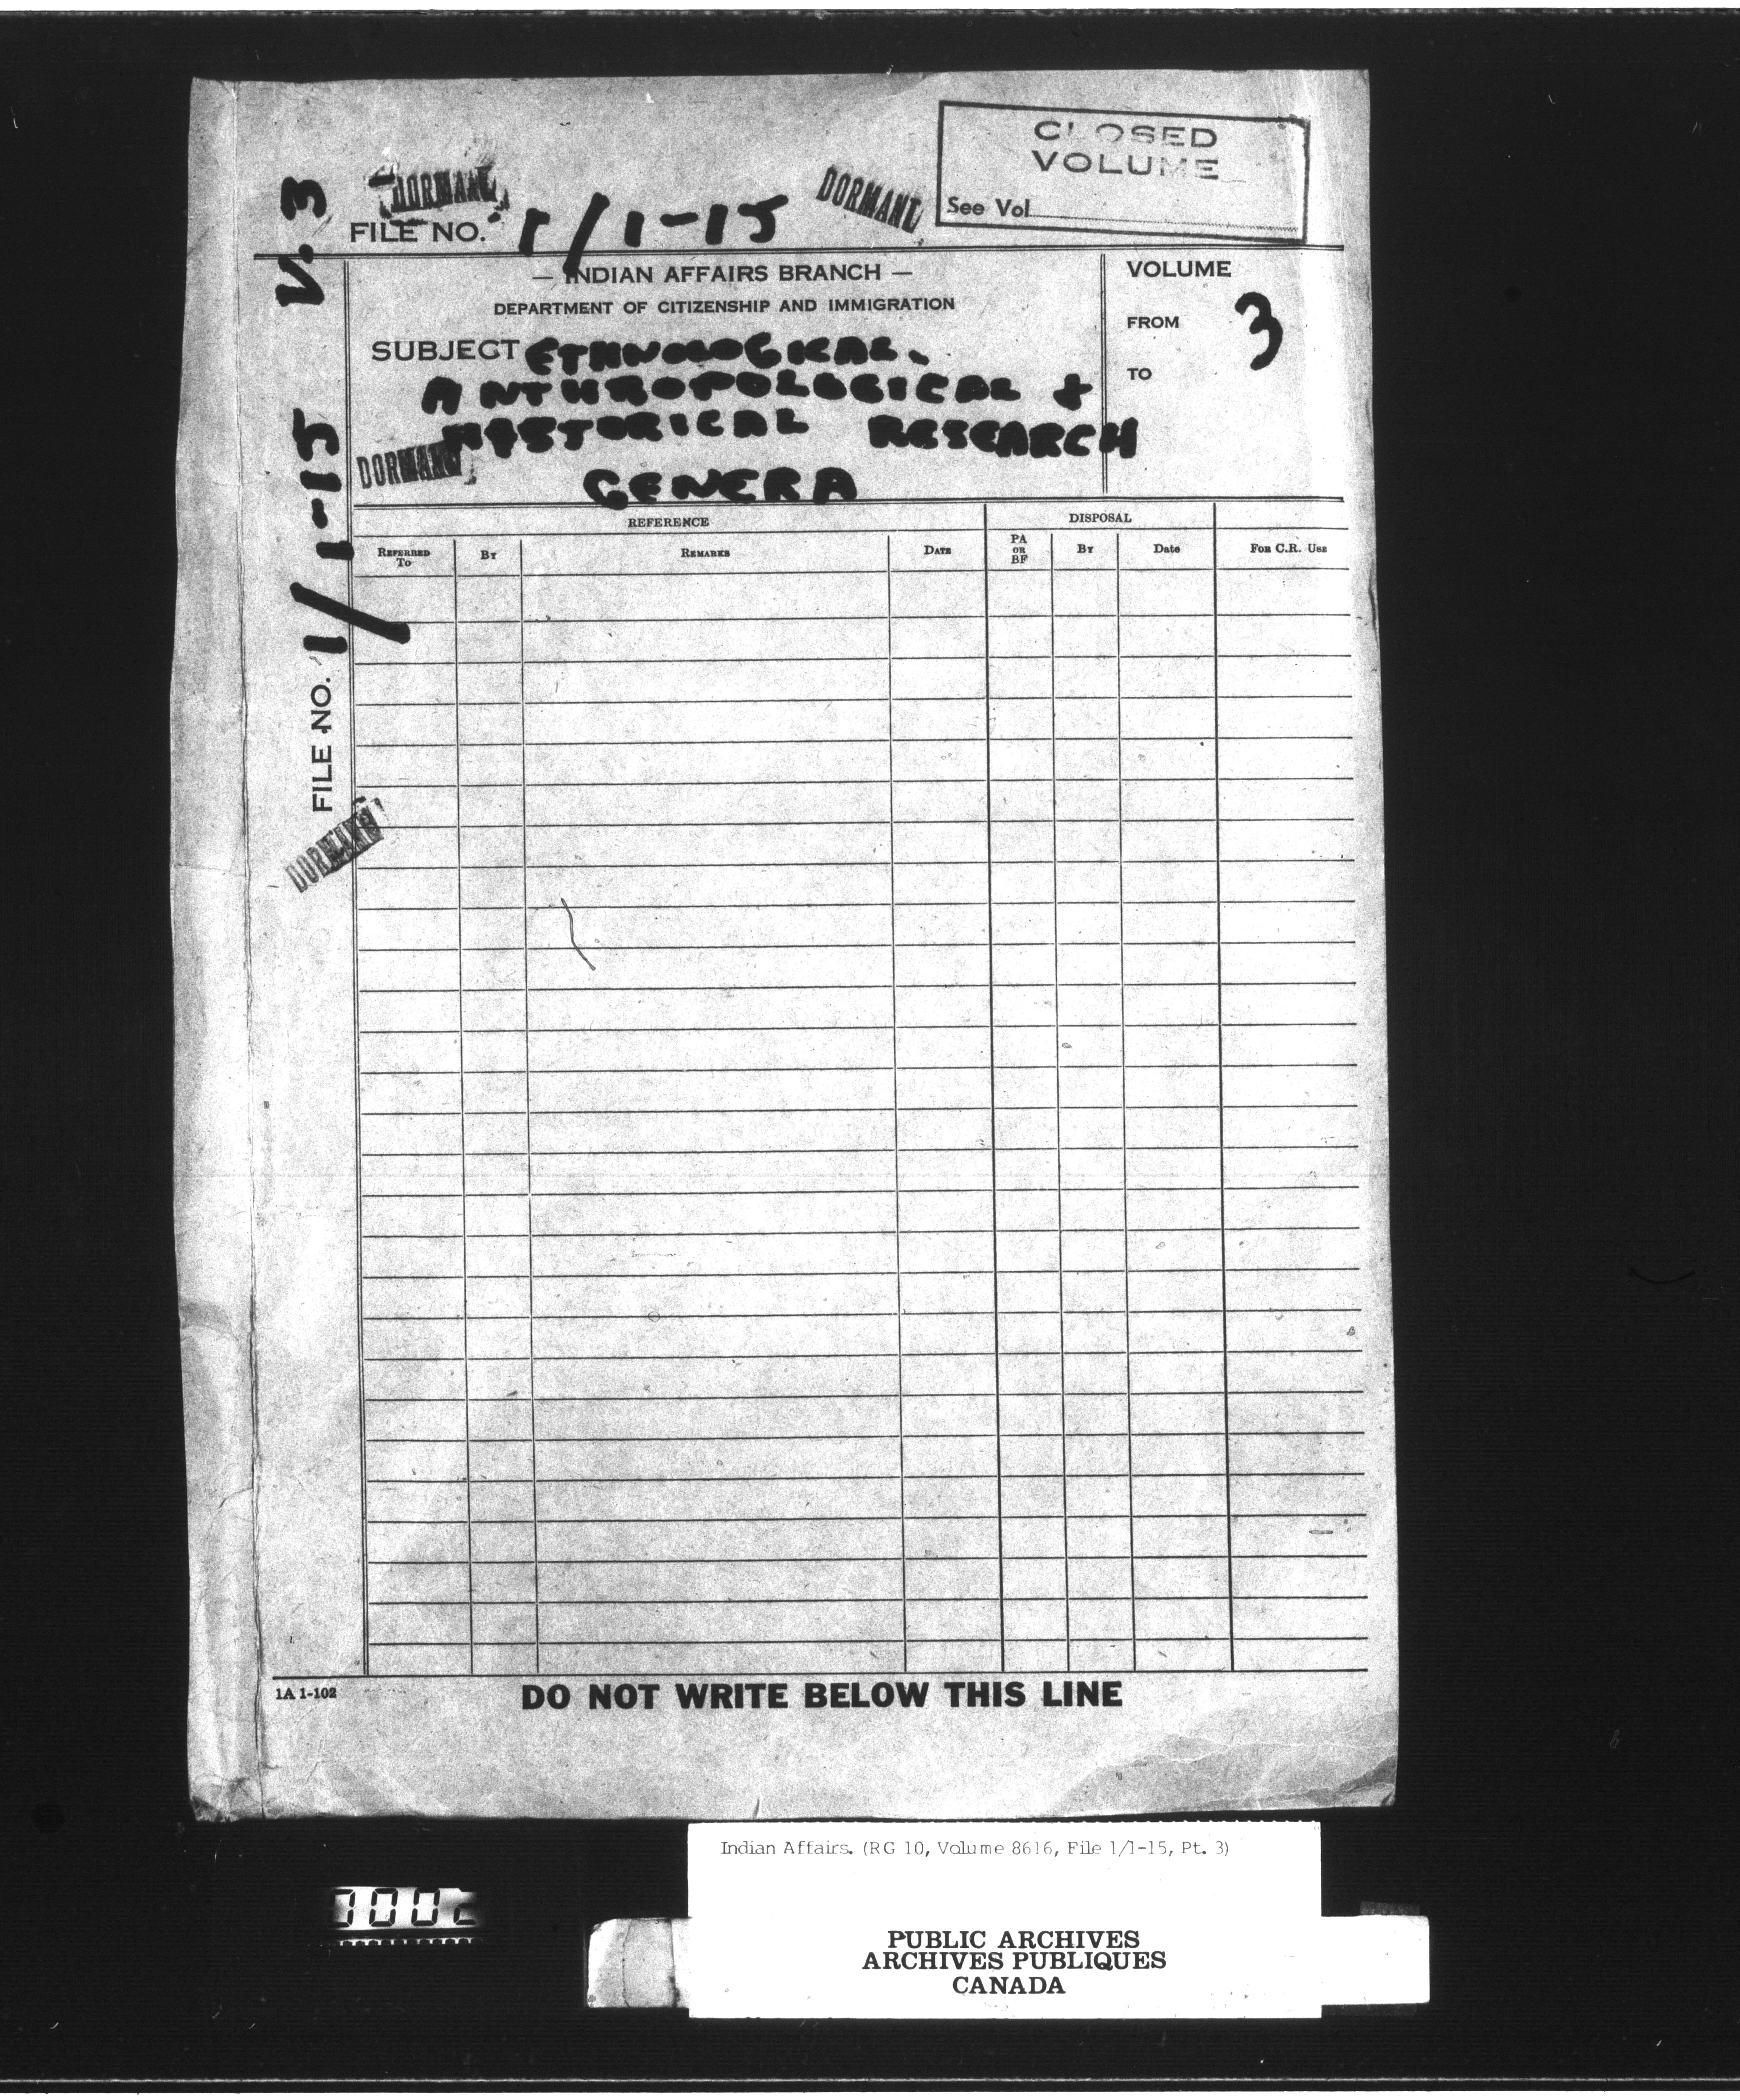 CLOSED
VOLUME
See Vol
DORMANT
DORMANT
FILE NO. 1/1-15
— INDIAN AFFAIRS BRANCH —
DEPARTMENT OF CITIZENSHIP AND IMMIGRATION
SUBJECT ETHNOLOGICAL.
ANTHROPOLOGICAL +
HISTORICAL RESEARCH
GENERA
DORMANT
VOLUME
FROM 3
TO
FILE NO. 1/1-15 V.3
DORMANT
REFERENCE
DISPOSAL
REFERRED TO
BY
REMARKS
DATE
PA OR BF
BY
Date
FOR C.R. USE
1A 1-102
DO NOT WRITE BELOW THIS LINE
Indian Affairs. (RG 10, Volume 8616, File 1/1-15, Pt. 3)
PUBLIC ARCHIVES
ARCHIVES PUBLIQUES
CANADA